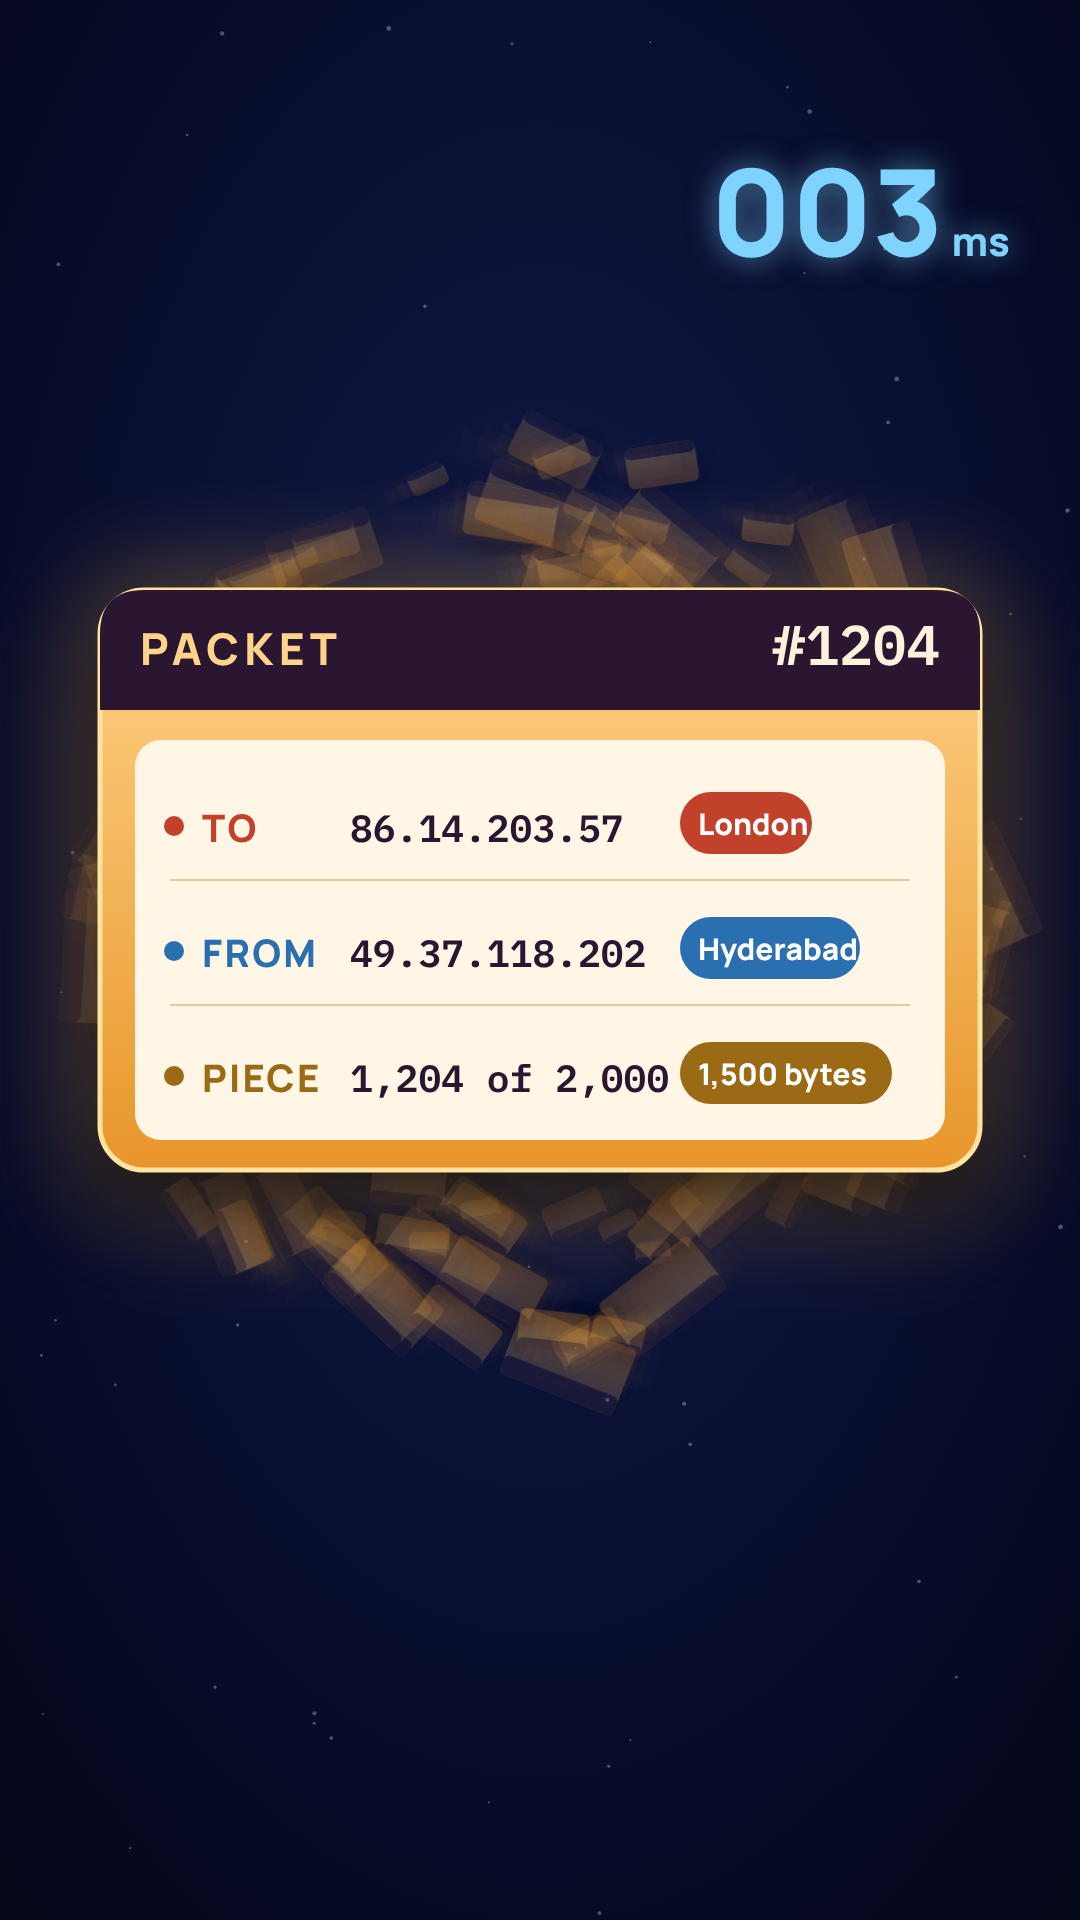 003 ms
PACKET #1204
TO 86.14.203.57 London
FROM 49.37.118.202 Hyderabad
PIECE 1,204 of 2,000 1,500 bytes